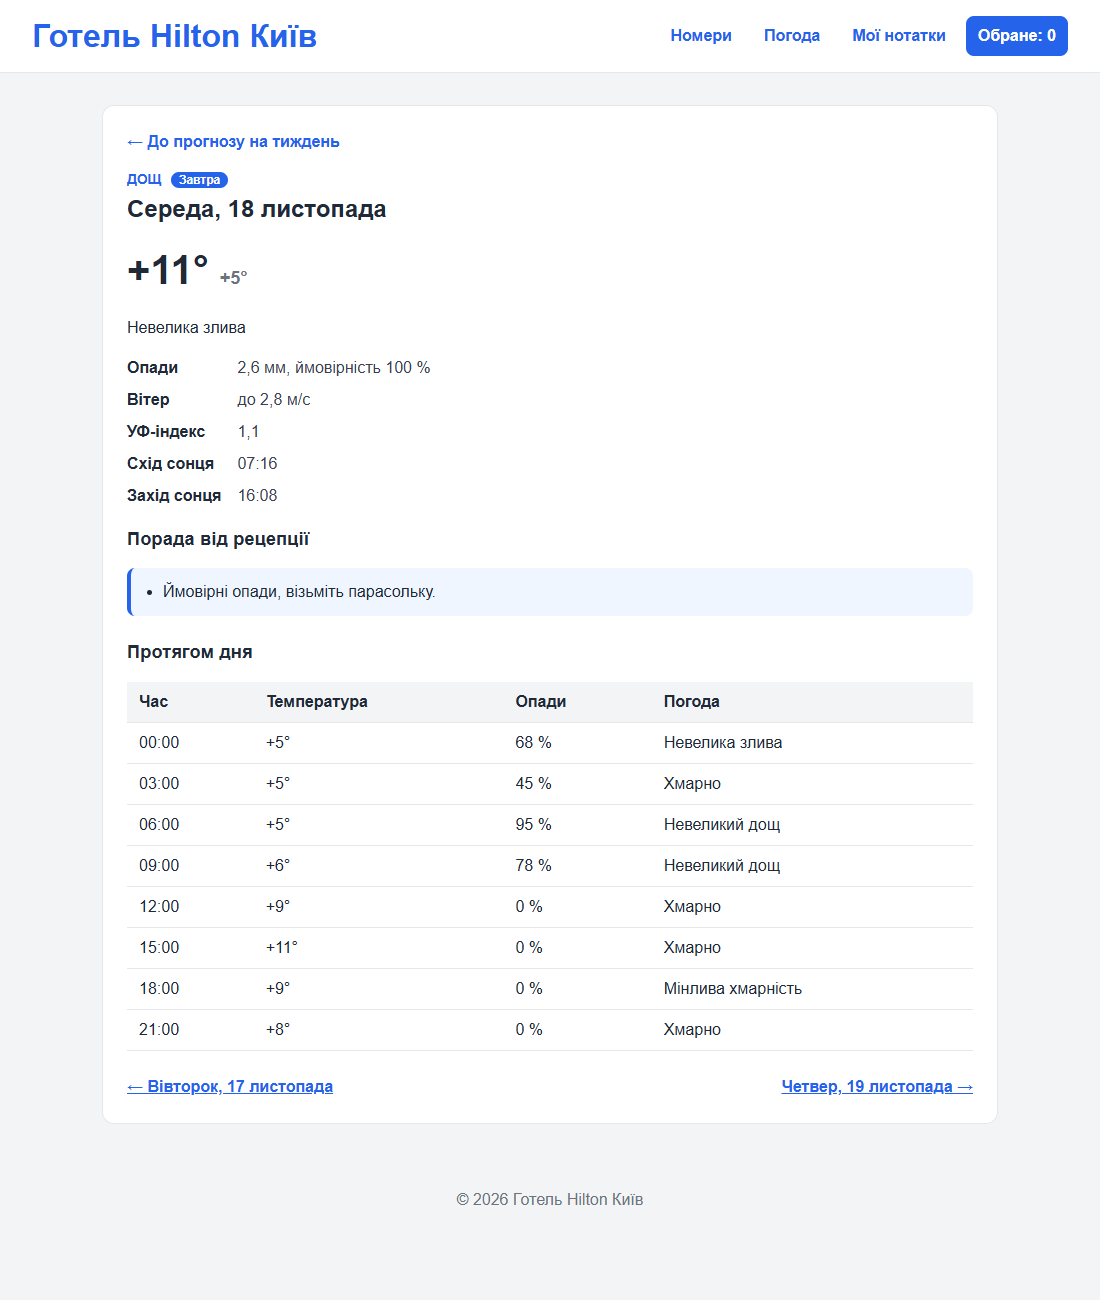 Готель Hilton Київ
Номери Погода Мої нотатки Обране: 0
← До прогнозу на тиждень
ДОЩ Завтра
Середа, 18 листопада
+11° +5°
Невелика злива
Опади 2,6 мм, ймовірність 100 %
Вітер до 2,8 м/с
УФ-індекс 1,1
Схід сонця 07:16
Захід сонця 16:08
Порада від рецепції
• Ймовірні опади, візьміть парасольку.
Протягом дня
Час Температура Опади Погода
00:00 +5° 68 % Невелика злива
03:00 +5° 45 % Хмарно
06:00 +5° 95 % Невеликий дощ
09:00 +6° 78 % Невеликий дощ
12:00 +9° 0 % Хмарно
15:00 +11° 0 % Хмарно
18:00 +9° 0 % Мінлива хмарність
21:00 +8° 0 % Хмарно
← Вівторок, 17 листопада Четвер, 19 листопада →
© 2026 Готель Hilton Київ